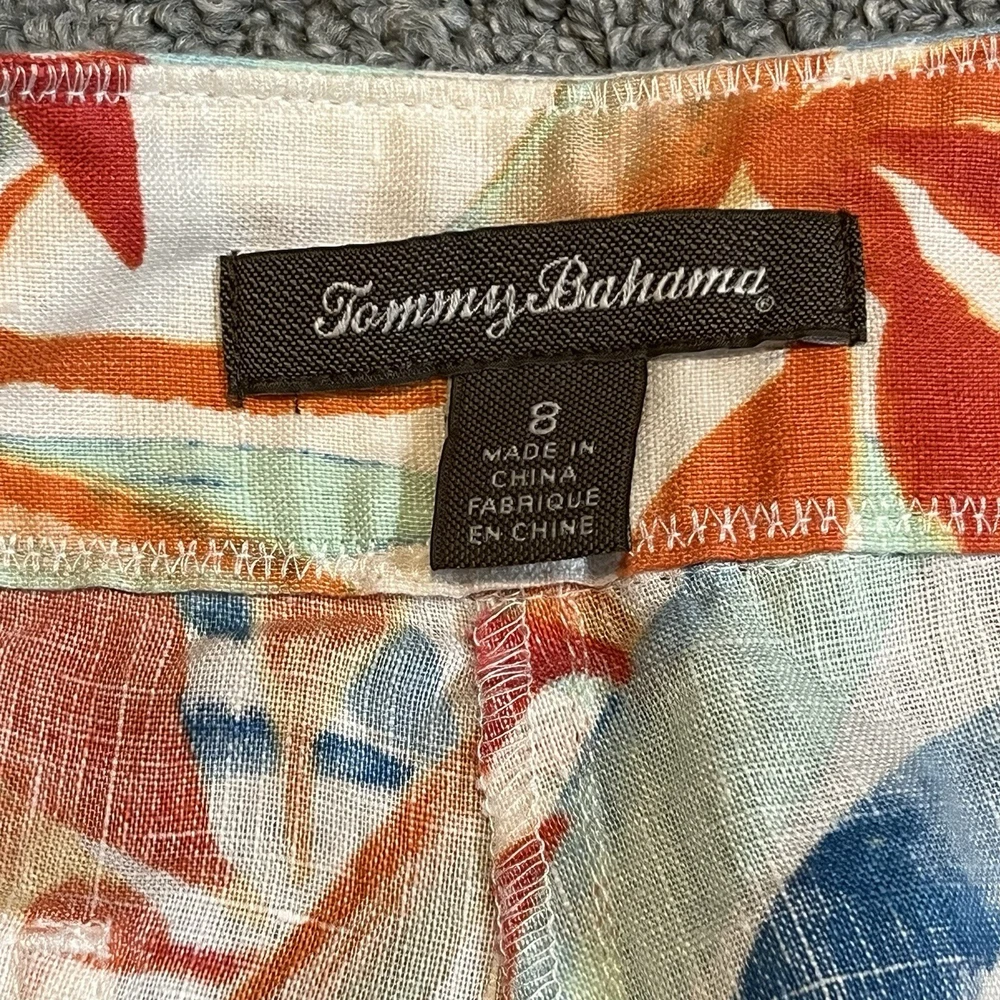 Tommy Bahama®
8
MADE IN
CHINA
FABRIQUE
EN CHINE